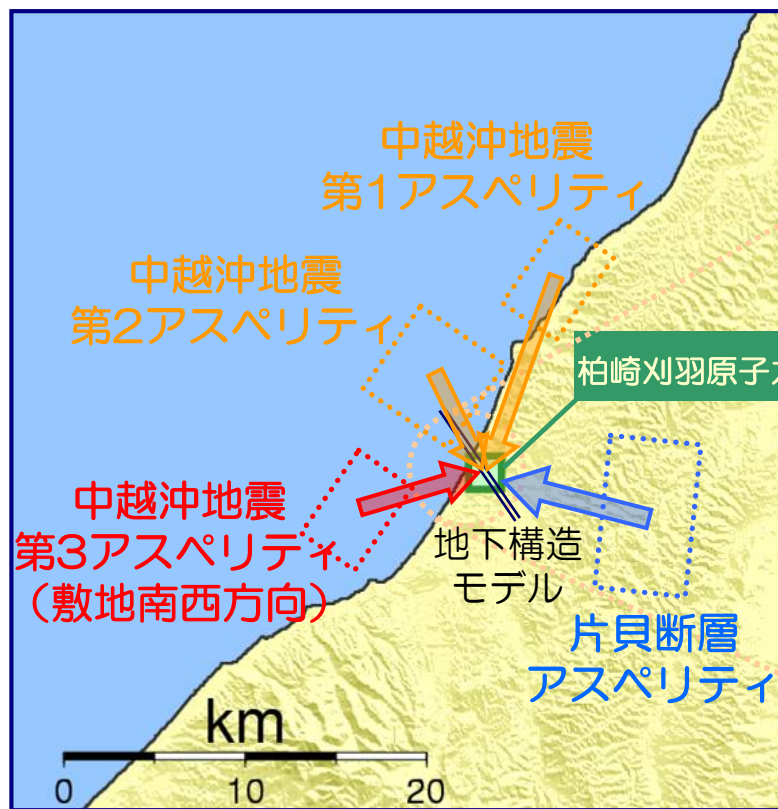 中越沖地震
第1アスペリティ
中越沖地震
第2アスペリティ
柏崎刈羽原子
中越沖地震
第3アスペリティ
（敷地南西方向）
地下構造
モデル
片貝断層
アスペリティ
km
0 10 20